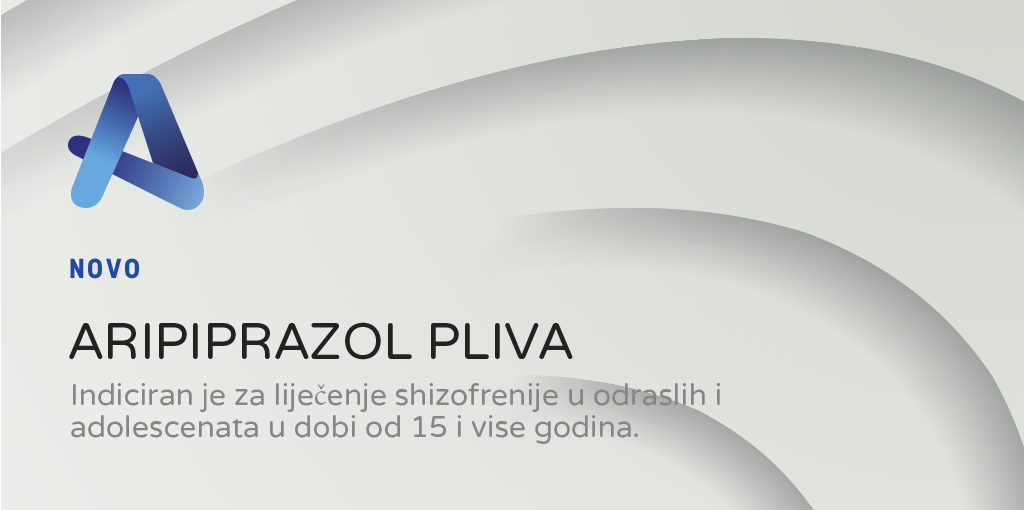 NOVO
ARIPIPRAZOL PLIVA
Indiciran je za liječenje shizofrenije u odraslih i
adolescenata u dobi od 15 i vise godina.